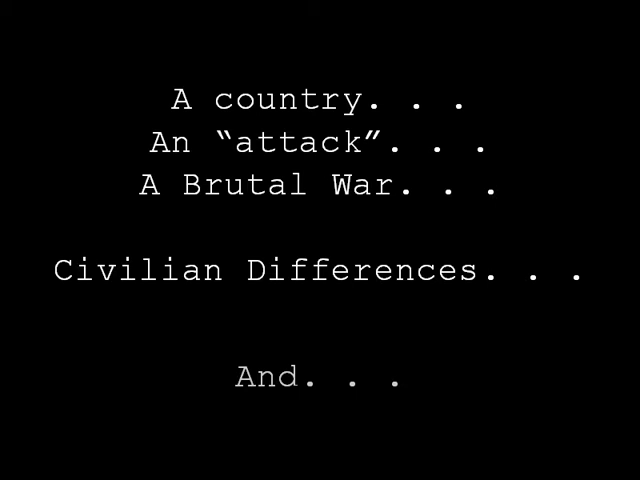 A country. . .
An “attack”. . .
A Brutal War. . .
Civilian Differences. . .
And. . .